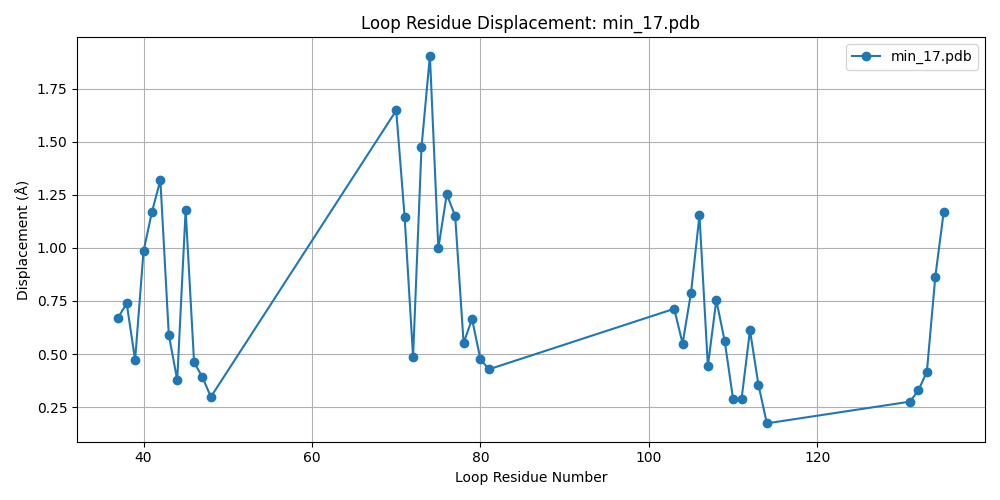 Loop Residue Displacement: min_17.pdb
min_17.pdb
1.75
1.50
1.25
1.00
0.75
0.50
0.25
Displacement (Å)
40 60 80 100 120
Loop Residue Number